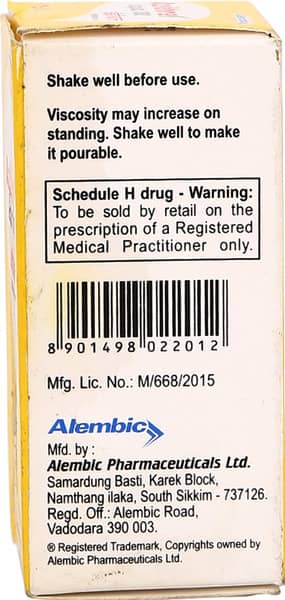 Shake well before use.
Viscosity may increase on
standing. Shake well to make
it pourable.
Schedule H drug - Warning:
To be sold by retail on the
prescription of a Registered
Medical Practitioner only.
8 901498 022012
Mfg. Lic. No.: M/668/2015
Alembic
Mfd. by :
Alembic Pharmaceuticals Ltd.
Samardung Basti, Karek Block,
Namthang ilaka, South Sikkim - 737126.
Regd. Off.: Alembic Road,
Vadodara 390 003.
® Registered Trademark, Copyrights owned by
Alembic Pharmaceuticals Ltd.